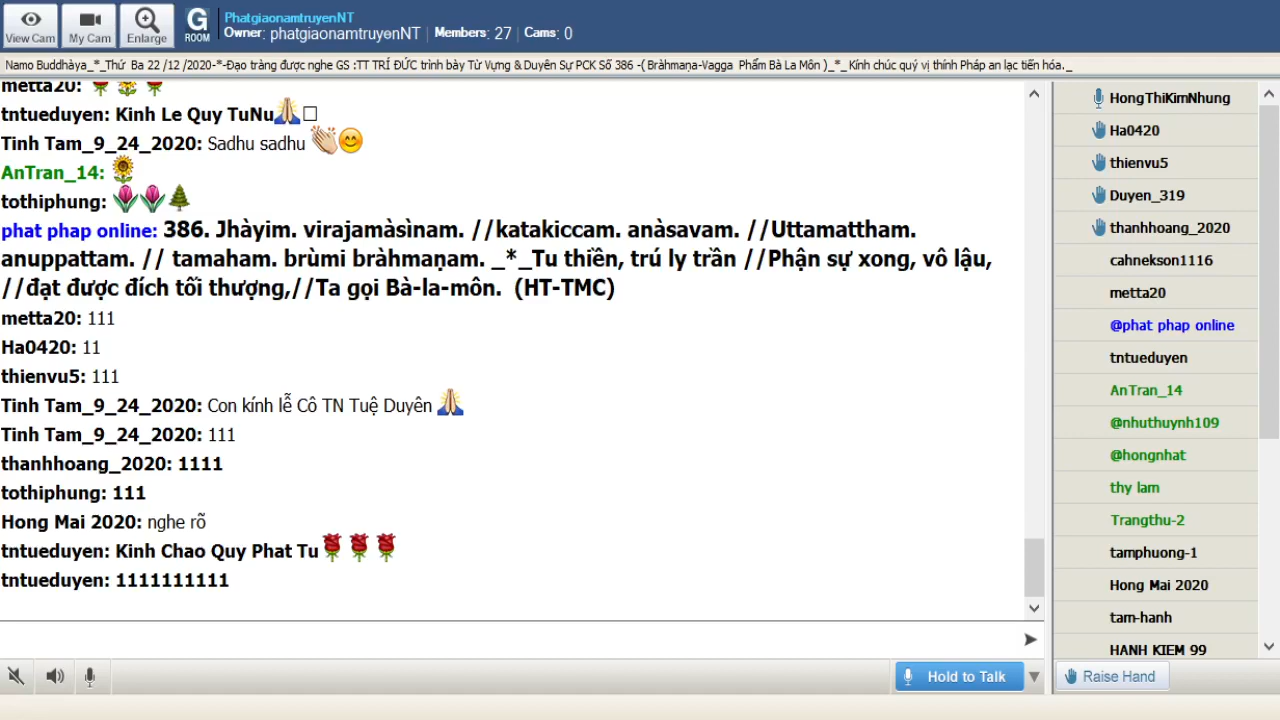 View Cam
My Cam
Enlarge
G
ROOM
PhatgiaonamtruyenNT
Owner: phatgiaonamtruyenNT | Members: 27 | Cams: 0
Namo Buddhàya_*_Thứ Ba 22 /12 /2020-*-Đạo tràng được nghe GS :TT TRÍ ĐỨC trình bày Từ Vựng & Duyên Sự PCK Số 386 -( Bràhmaṇa-Vagga Phẩm Bà La Môn )_*_ Kính chúc quý vị thính Pháp an lạc tiến hóa._
metta20:
tntueduyen: Kinh Le Quy TuNu
Tinh Tam_9_24_2020: Sadhu sadhu
AnTran_14:
tothiphung:
phat phap online: 386. Jhàyim. virajamàsìnam. //katakiccam. anàsavam. //Uttamattham.
anuppattam. // tamaham. brùmi bràhmaṇam. _*_Tu thiền, trú ly trần //Phận sự xong, vô lậu,
//đạt được đích tối thượng,//Ta gọi Bà-la-môn. (HT-TMC)
metta20: 111
Ha0420: 11
thienvu5: 111
Tinh Tam_9_24_2020: Con kính lễ Cô TN Tuệ Duyên
Tinh Tam_9_24_2020: 111
thanhhoang_2020: 1111
tothiphung: 111
Hong Mai 2020: nghe rõ
tntueduyen: Kinh Chao Quy Phat Tu
tntueduyen: 1111111111
Hold to Talk
HongThiKimNhung
Ha0420
thienvu5
Duyen_319
thanhhoang_2020
cahnekson1116
metta20
@phat phap online
tntueduyen
AnTran_14
@nhuthuynh109
@hongnhat
thy lam
Trangthu-2
tamphuong-1
Hong Mai 2020
tam-hanh
HANH KIEM 99
Raise Hand